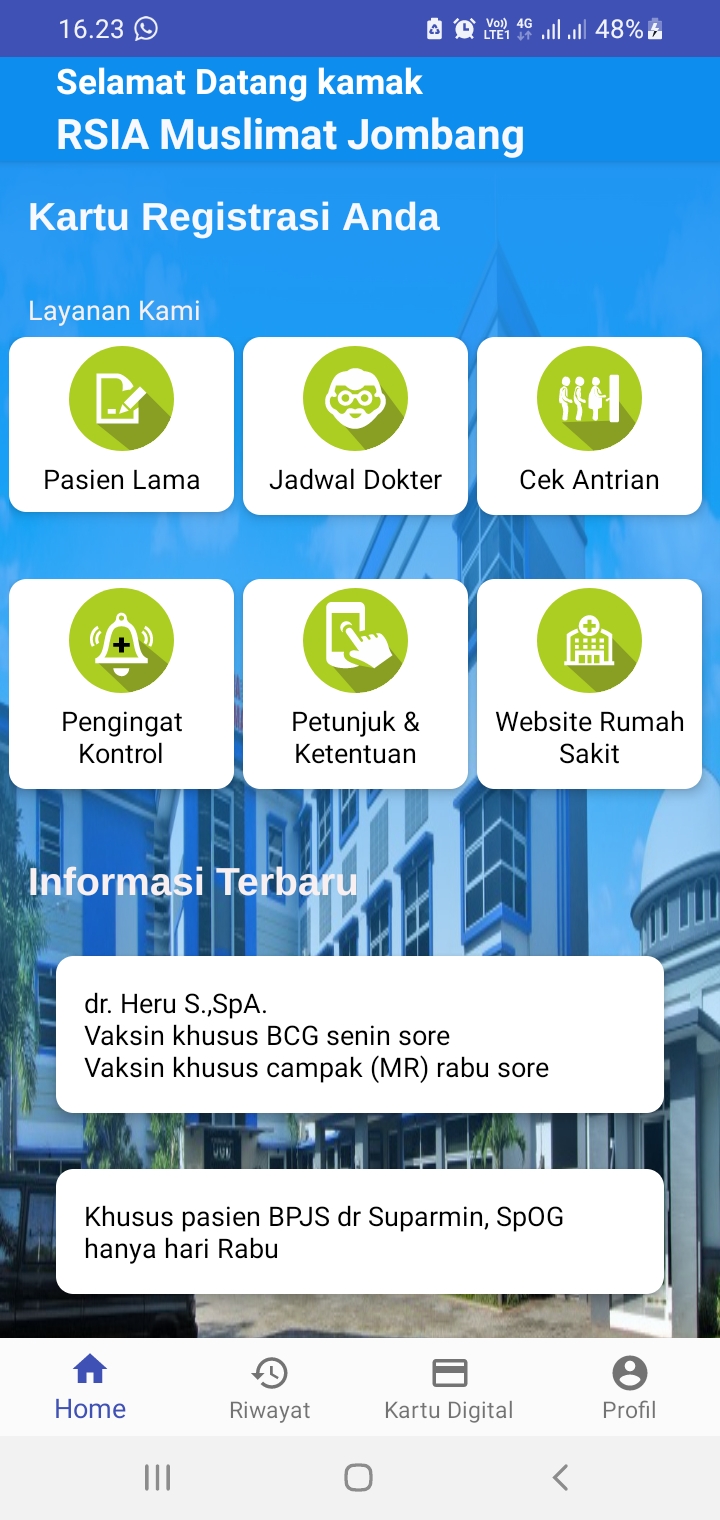 16.23
Vo))
LTE1
4G
48%
Selamat Datang kamak
RSIA Muslimat Jombang
Kartu Registrasi Anda
Layanan Kami
Pasien Lama
Jadwal Dokter
Cek Antrian
Pengingat
Kontrol
Petunjuk &
Ketentuan
Website Rumah
Sakit
Informasi Terbaru
dr. Heru S.,SpA.
Vaksin khusus BCG senin sore
Vaksin khusus campak (MR) rabu sore
Khusus pasien BPJS dr Suparmin, SpOG
hanya hari Rabu
Home
Riwayat
Kartu Digital
Profil